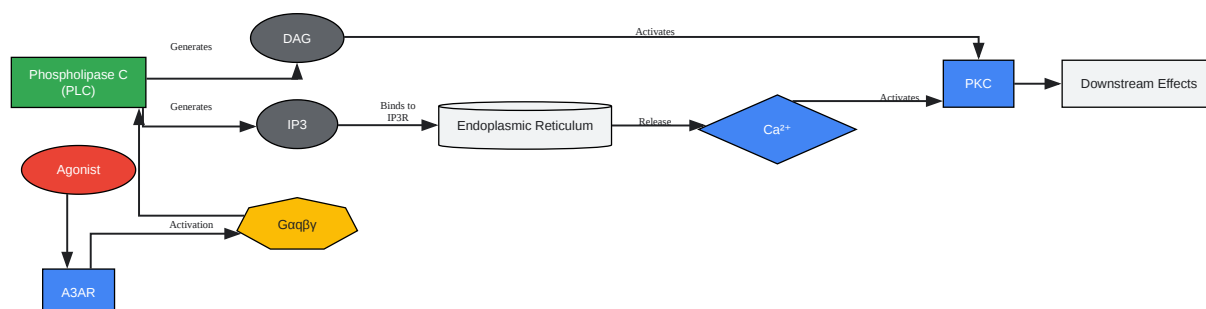 DAG
Activates
Generates
Phospholipase C
(PLC)
PKC
Downstream Effects
Generates
Binds to
IP3R
IP3
Endoplasmic Reticulum
Release
Ca²⁺
Activates
Agonist
Activation
Gαqβγ
A3AR